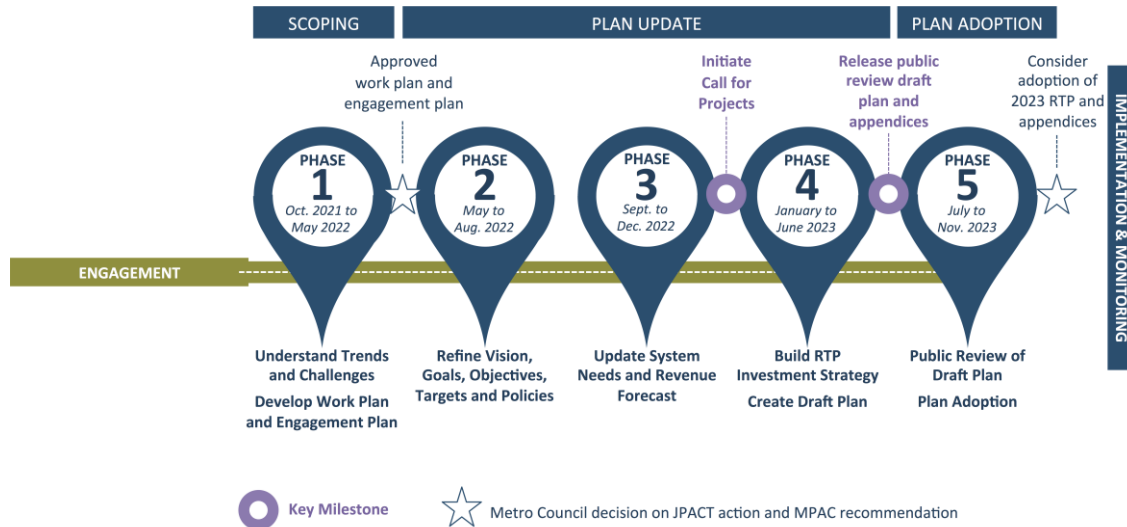 SCOPING
PLAN UPDATE
PLAN ADOPTION
Approved
work plan and
engagement plan
Initiate
Call for
Projects
Release public
review draft
plan and
appendices
Consider
adoption of
2023 RTP and
appendices
IMPLEMENTATION & MONITORING
PHASE
1
Oct. 2021 to
May 2022
PHASE
2
May to
Aug. 2022
PHASE
3
Sept. to
Dec. 2022
PHASE
4
January to
June 2023
PHASE
5
July to
Nov. 2023
ENGAGEMENT
Understand Trends
and Challenges
Develop Work Plan
and Engagement Plan
Refine Vision,
Goals, Objectives,
Targets and Policies
Update System
Needs and Revenue
Forecast
Build RTP
Investment Strategy
Create Draft Plan
Public Review of
Draft Plan
Plan Adoption
Key Milestone
Metro Council decision on JPACT action and MPAC recommendation